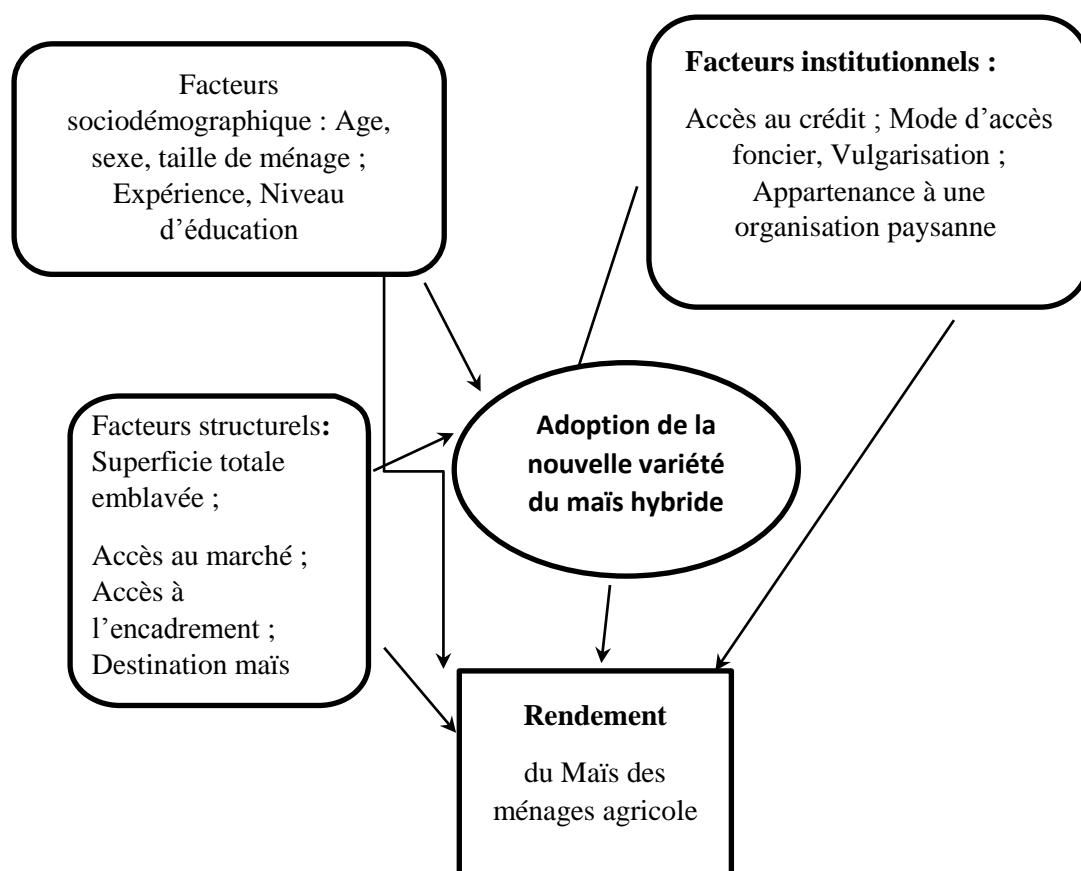 Facteurs
sociodémographique : Age,
sexe, taille de ménage ;
Expérience, Niveau
d’éducation
Facteurs institutionnels :
Accès au crédit ; Mode d’accès
foncier, Vulgarisation ;
Appartenance à une
organisation paysanne
Facteurs structurels:
Superficie totale
emblavée ;
Accès au marché ;
Accès à
l’encadrement ;
Destination maïs
Adoption de la
nouvelle variété
du maïs hybride
Rendement
du Maïs des
ménages agricole